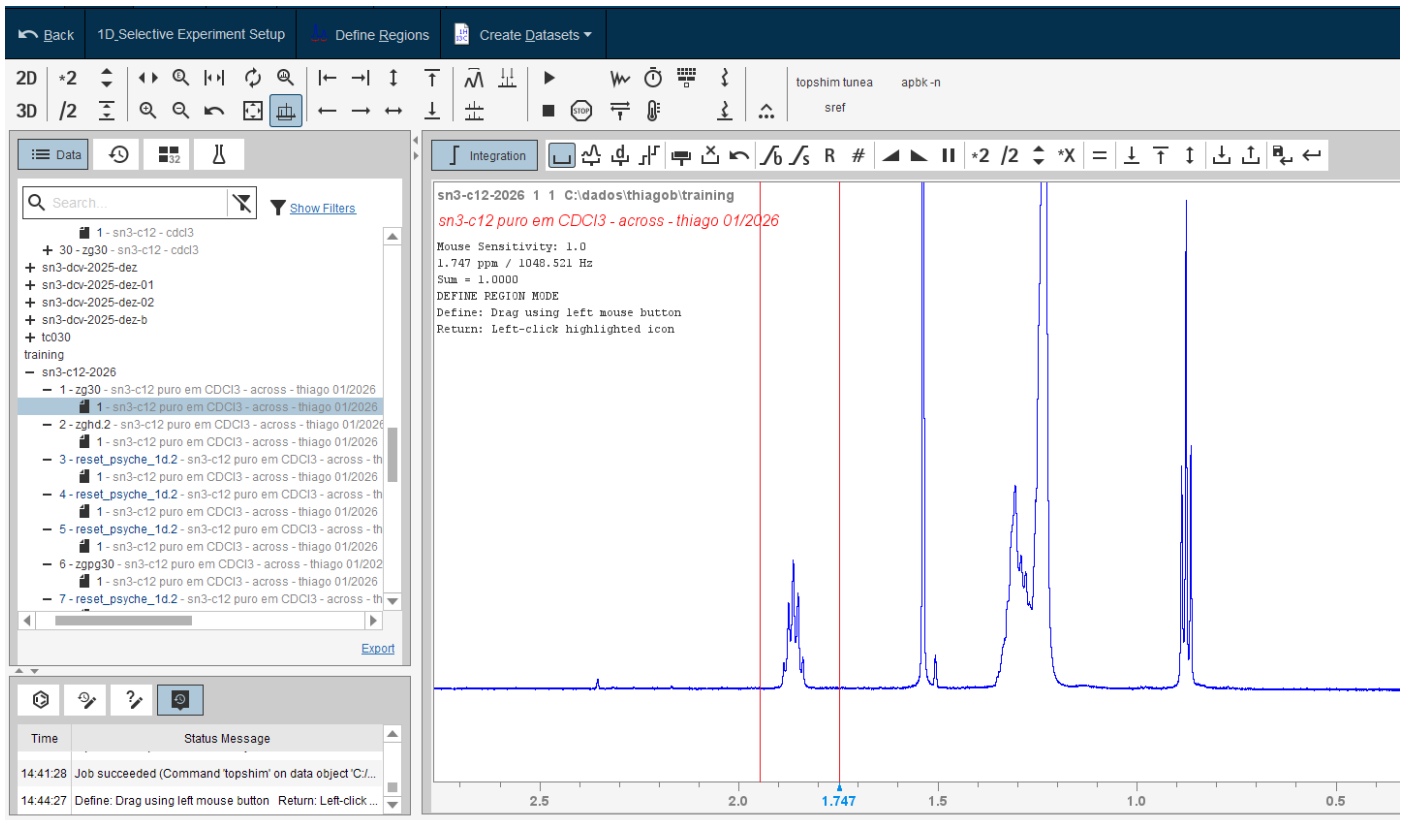 Back
1D_Selective Experiment Setup
Define Regions
1H
13C
Create Datasets
2D
*2
3D
/2
STOP
topshim tunea
apbk -n
sref
Data
32
Search...
Show Filters
1 - sn3-c12 - cdcl3
30 - zg30 - sn3-c12 - cdcl3
sn3-dcv-2025-dez
sn3-dcv-2025-dez-01
sn3-dcv-2025-dez-02
sn3-dcv-2025-dez-b
tc030
training
sn3-c12-2026
1 - zg30 - sn3-c12 puro em CDCl3 - across - thiago 01/2026
1 - sn3-c12 puro em CDCl3 - across - thiago 01/2026
2 - zghd.2 - sn3-c12 puro em CDCl3 - across - thiago 01/2026
1 - sn3-c12 puro em CDCl3 - across - thiago 01/2026
3 - reset_psyche_1d.2 - sn3-c12 puro em CDCl3 - across - th
1 - sn3-c12 puro em CDCl3 - across - thiago 01/2026
4 - reset_psyche_1d.2 - sn3-c12 puro em CDCl3 - across - th
1 - sn3-c12 puro em CDCl3 - across - thiago 01/2026
5 - reset_psyche_1d.2 - sn3-c12 puro em CDCl3 - across - th
1 - sn3-c12 puro em CDCl3 - across - thiago 01/2026
6 - zgpg30 - sn3-c12 puro em CDCl3 - across - thiago 01/202
1 - sn3-c12 puro em CDCl3 - across - thiago 01/2026
7 - reset_psyche_1d.2 - sn3-c12 puro em CDCl3 - across - th
Export
Time Status Message
14:41:28 Job succeeded (Command 'topshim' on data object 'C:/...
14:44:27 Define: Drag using left mouse button Return: Left-click ...
Integration
d
b
s
R
#
*2
/2
*X
=
sn3-c12-2026 1 1 C:\dados\thiagob\training
sn3-c12 puro em CDCl3 - across - thiago 01/2026
Mouse Sensitivity: 1.0
1.747 ppm / 1048.521 Hz
Sum = 1.0000
DEFINE REGION MODE
Define: Drag using left mouse button
Return: Left-click highlighted icon
2.5 2.0 1.747 1.5 1.0 0.5